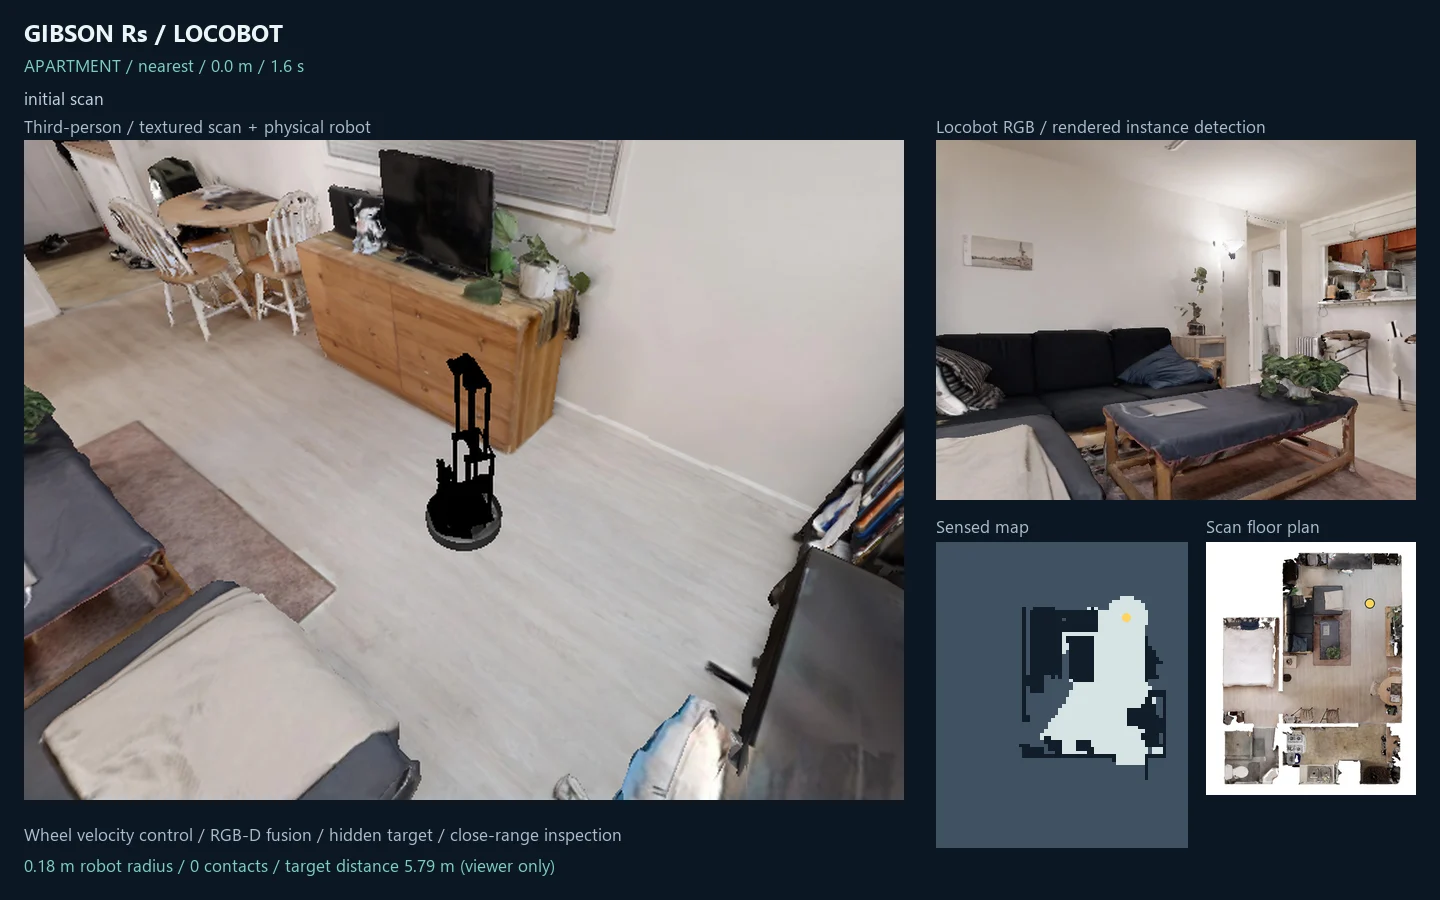 GIBSON Rs / LOCOBOT
APARTMENT / nearest / 0.0 m / 1.6 s
initial scan
Third-person / textured scan + physical robot
Locobot RGB / rendered instance detection
Sensed map
Scan floor plan
Wheel velocity control / RGB-D fusion / hidden target / close-range inspection
0.18 m robot radius / 0 contacts / target distance 5.79 m (viewer only)